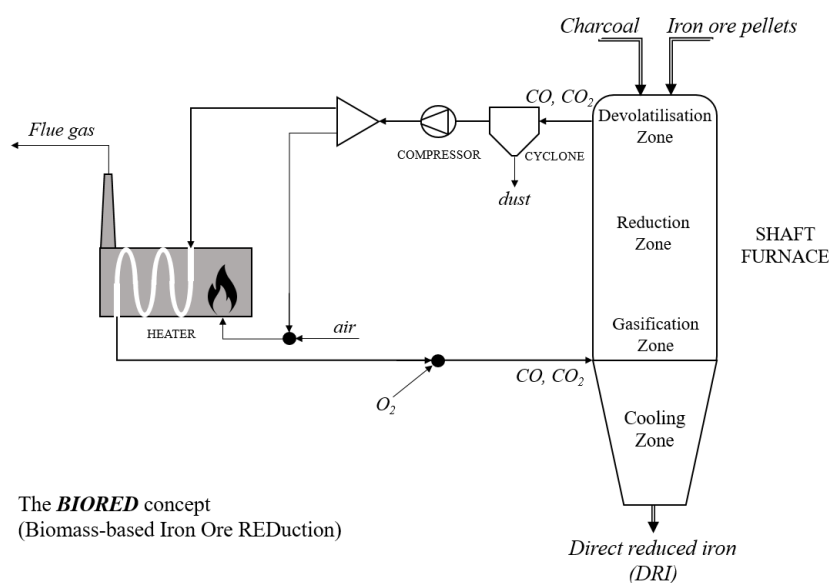 Charcoal
Iron ore pellets
CO, CO2
Devolatilisation
Zone
Flue gas
COMPRESSOR
CYCLONE
dust
Reduction
Zone
SHAFT
FURNACE
Gasification
Zone
air
HEATER
CO, CO2
O2
Cooling
Zone
The BIORED concept
(Biomass-based Iron Ore REDuction)
Direct reduced iron
(DRI)